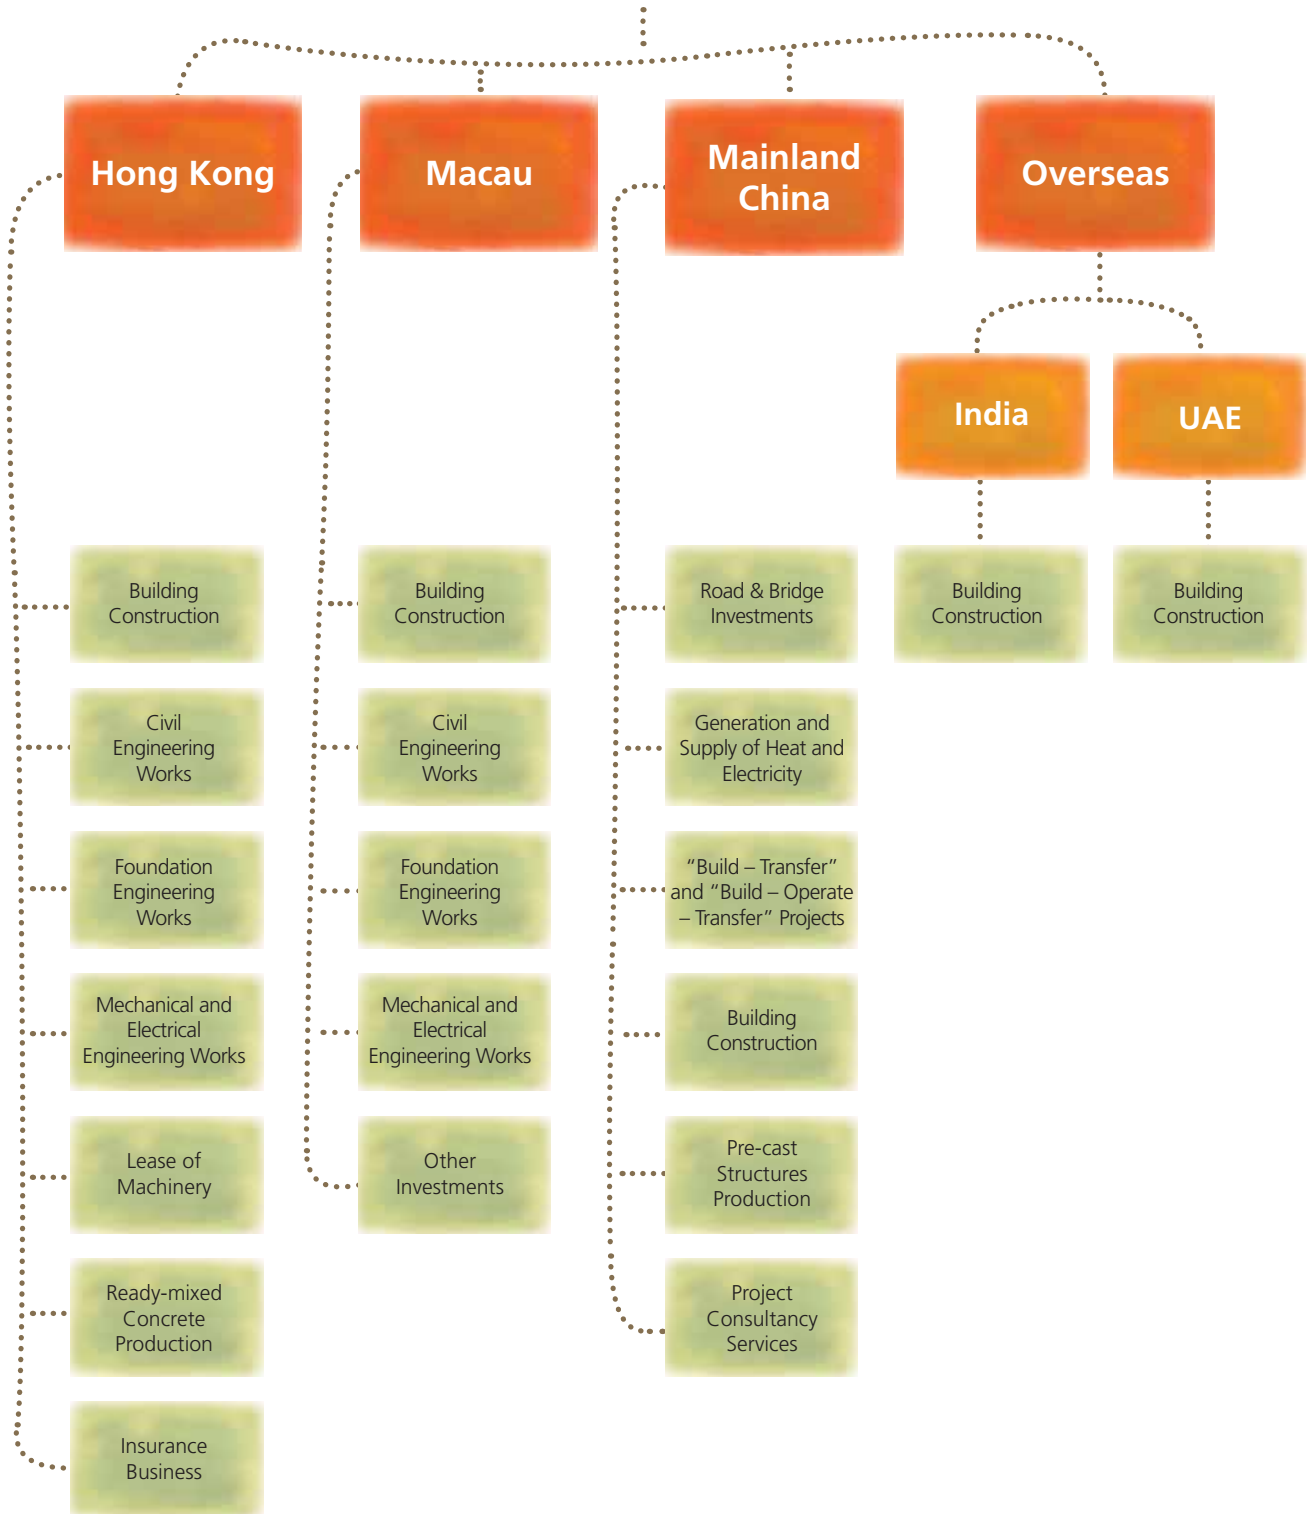 Hong Kong
Macau
Mainland
China
Overseas
India
UAE
Building
Construction
Civil
Engineering
Works
Foundation
Engineering
Works
Mechanical and
Electrical
Engineering Works
Lease of
Machinery
Ready-mixed
Concrete
Production
Insurance
Business
Building
Construction
Civil
Engineering
Works
Foundation
Engineering
Works
Mechanical and
Electrical
Engineering Works
Other
Investments
Road & Bridge
Investments
Generation and
Supply of Heat and
Electricity
“Build – Transfer”
and “Build – Operate
– Transfer” Projects
Building
Construction
Pre-cast
Structures
Production
Project
Consultancy
Services
Building
Construction
Building
Construction